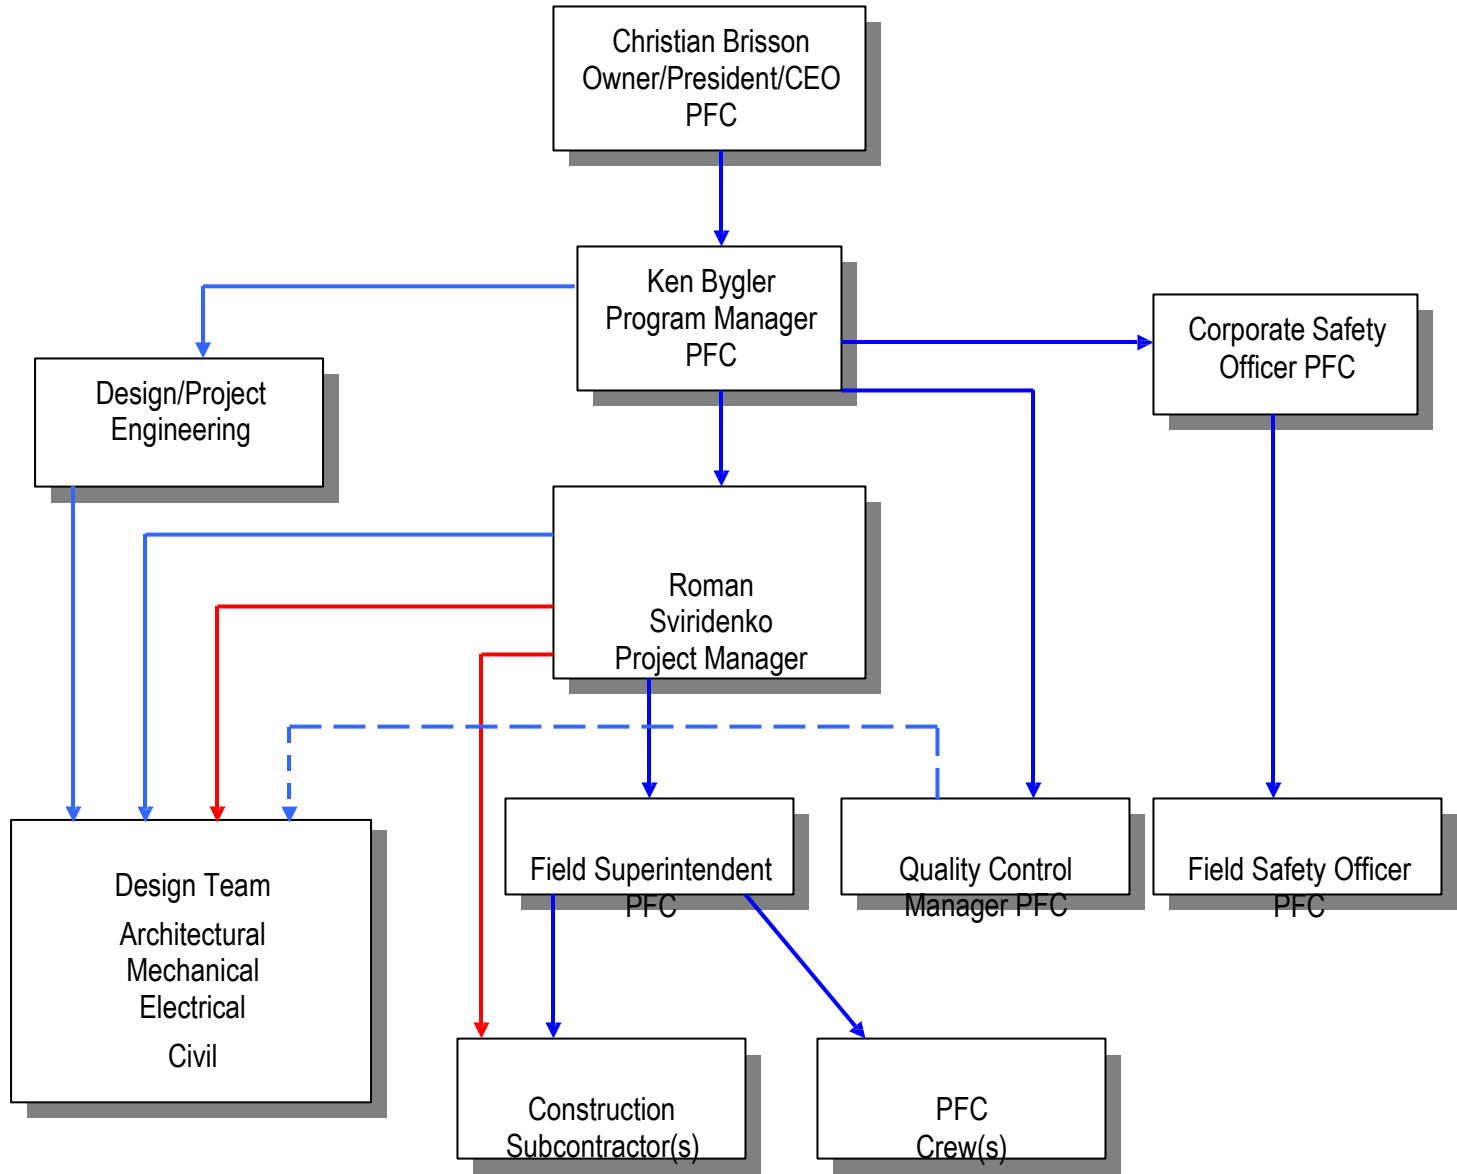 Christian Brisson
Owner/President/CEO
PFC
Ken Bygler
Program Manager
PFC
Corporate Safety
Officer PFC
Design/Project
Engineering
Roman
Sviridenko
Project Manager
Field Superintendent
PFC
Quality Control
Manager PFC
Field Safety Officer
PFC
Design Team
Architectural
Mechanical
Electrical
Civil
Construction
Subcontractor(s)
PFC
Crew(s)